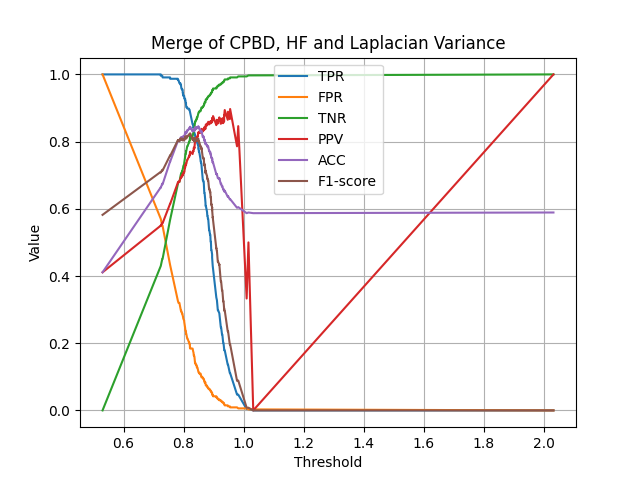 Merge of CPBD, HF and Laplacian Variance
1.0
0.8
0.6
0.4
0.2
0.0
Value
TPR
FPR
TNR
PPV
ACC
F1-score
0.6 0.8 1.0 1.2 1.4 1.6 1.8 2.0
Threshold